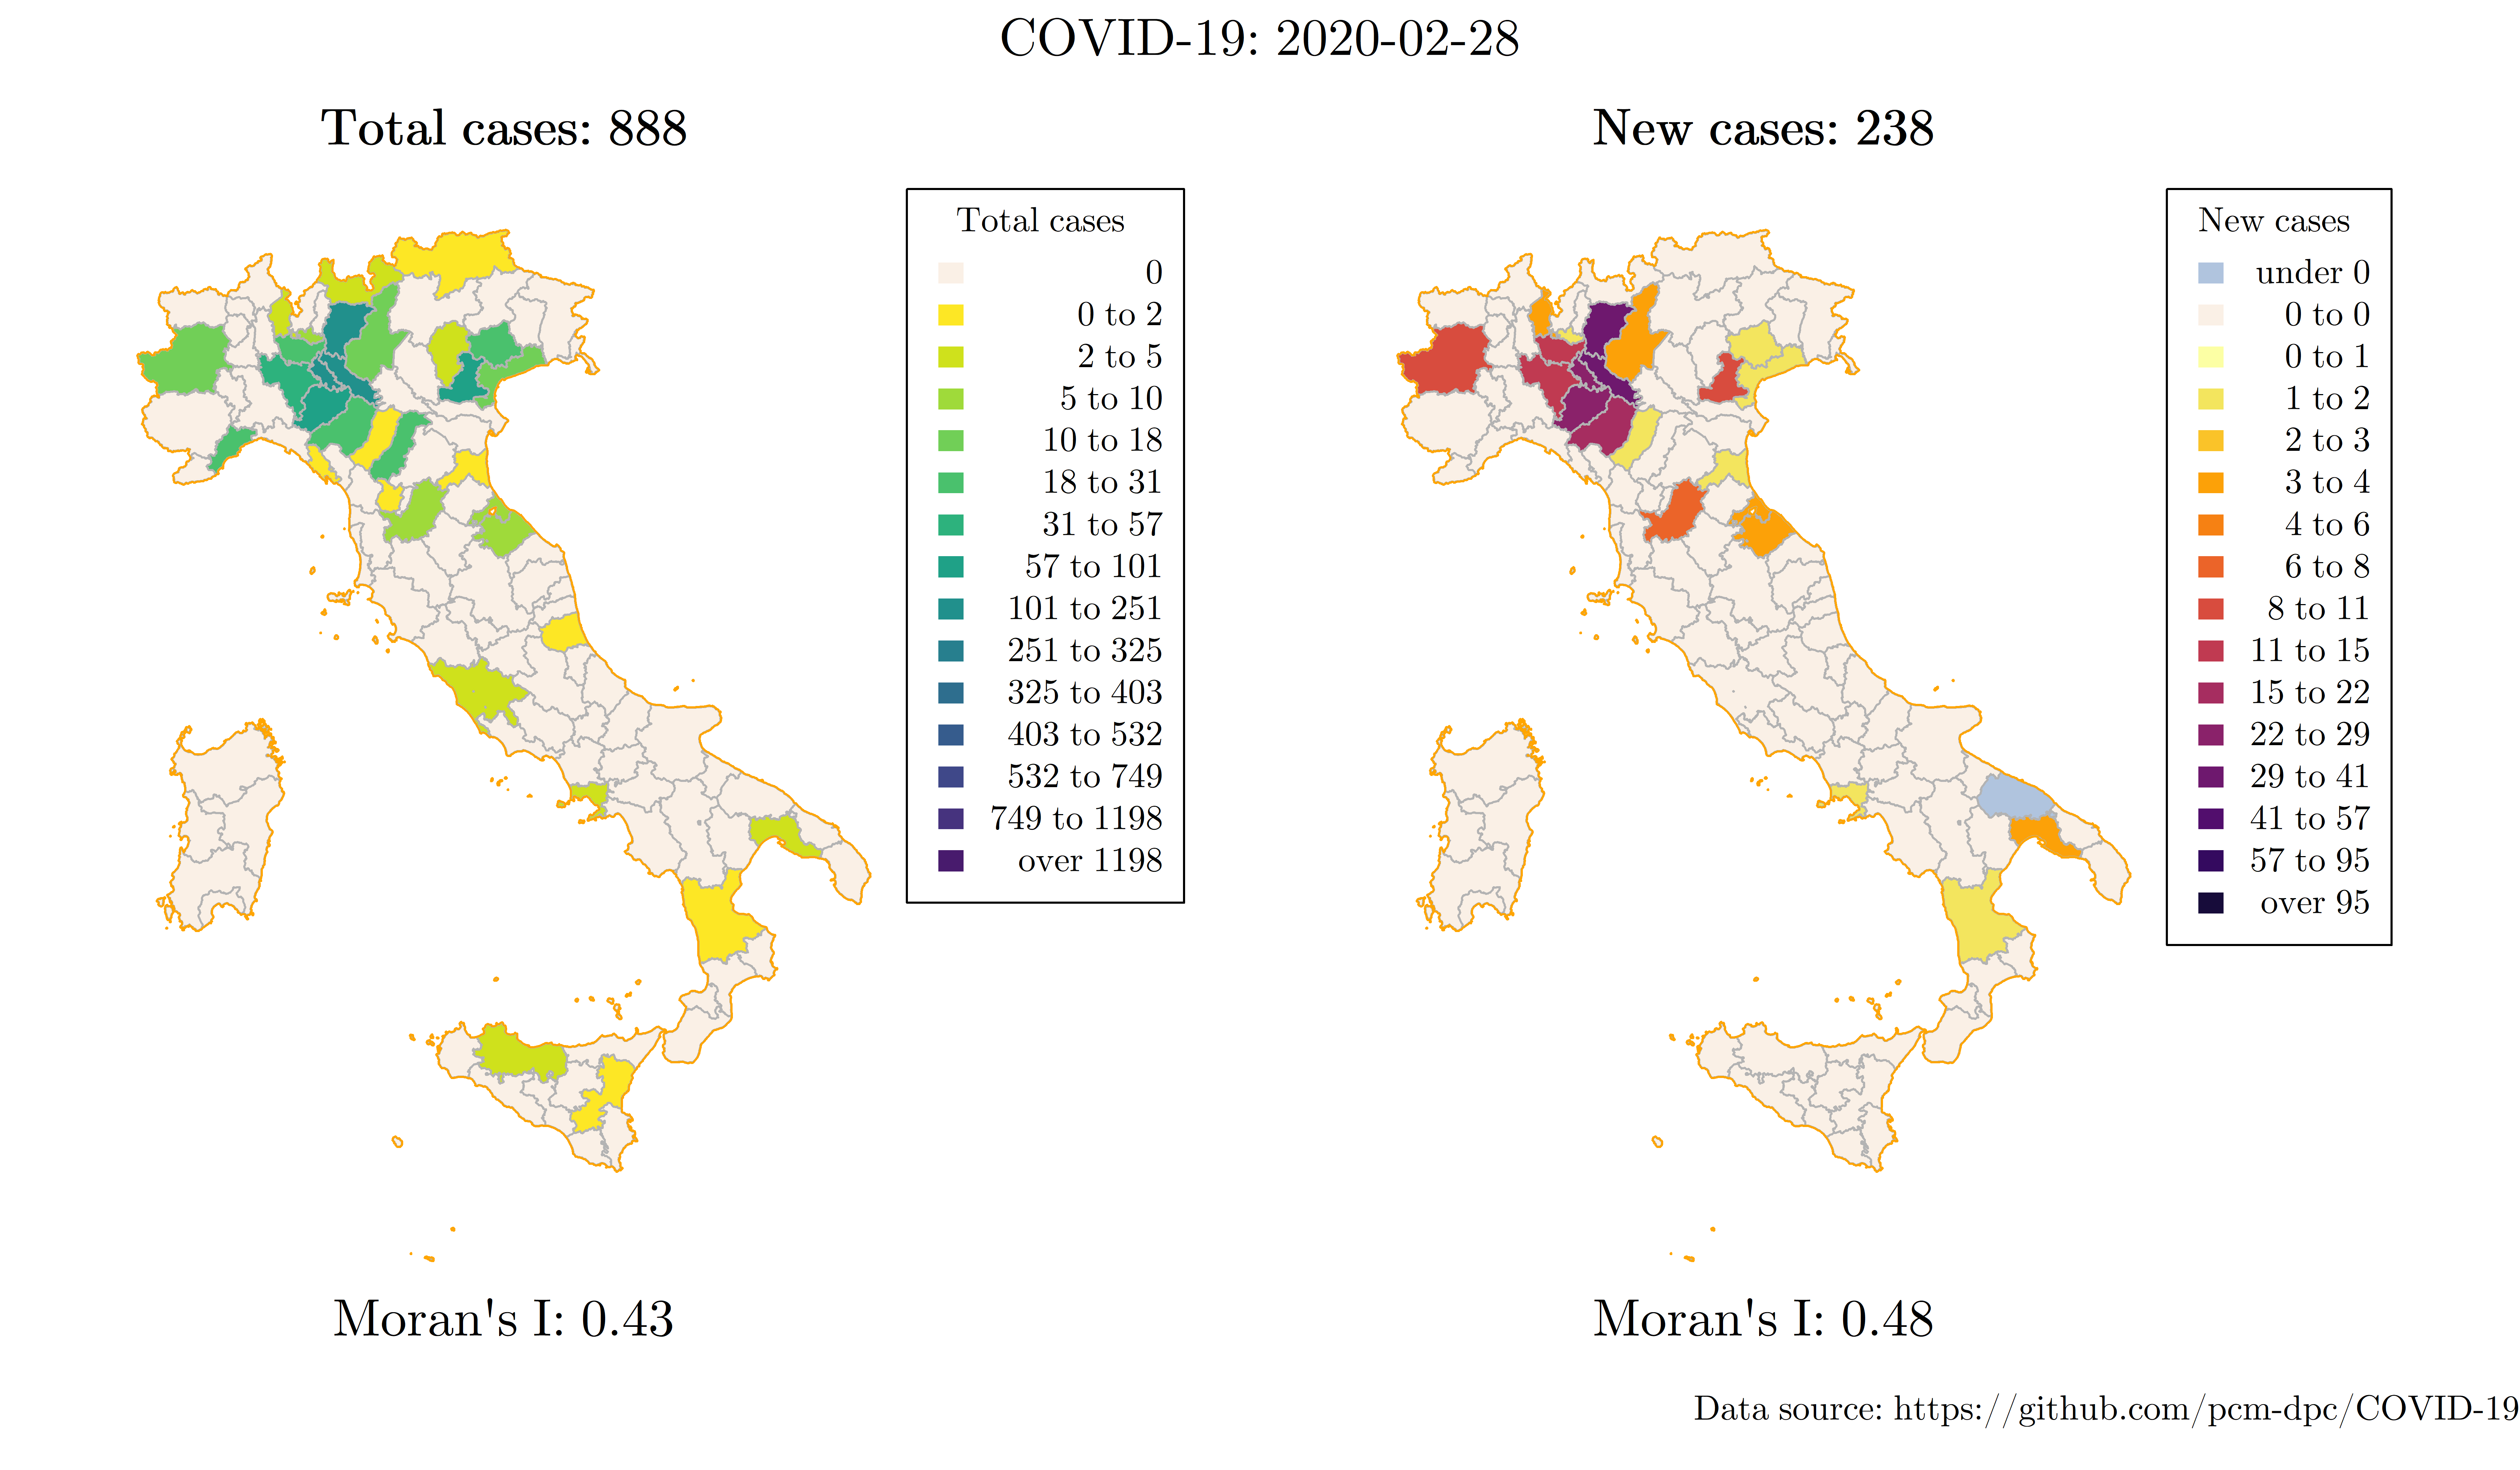 COVID-19: 2020-02-28
Total cases: 888
Total cases
0
0 to 2
2 to 5
5 to 10
10 to 18
18 to 31
31 to 57
57 to 101
101 to 251
251 to 325
325 to 403
403 to 532
532 to 749
749 to 1198
over 1198
Moran's I: 0.43
New cases: 238
New cases
under 0
0 to 0
0 to 1
1 to 2
2 to 3
3 to 4
4 to 6
6 to 8
8 to 11
11 to 15
15 to 22
22 to 29
29 to 41
41 to 57
57 to 95
over 95
Moran's I: 0.48
Data source: https://github.com/pcm-dpc/COVID-19